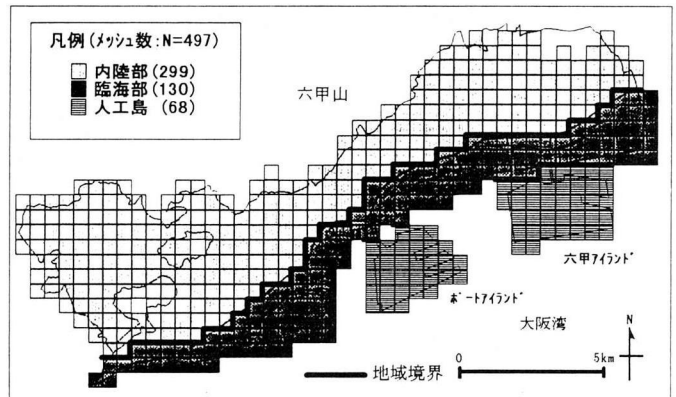 凡例(ﾒｯｼｭ数:N=497)
内陸部(299)
臨海部(130)
人工島(68)
六甲山
六甲ｱｲﾗﾝﾄﾞ
ﾎﾟｰﾄｱｲﾗﾝﾄﾞ
大阪湾
N
0 5km
地域境界